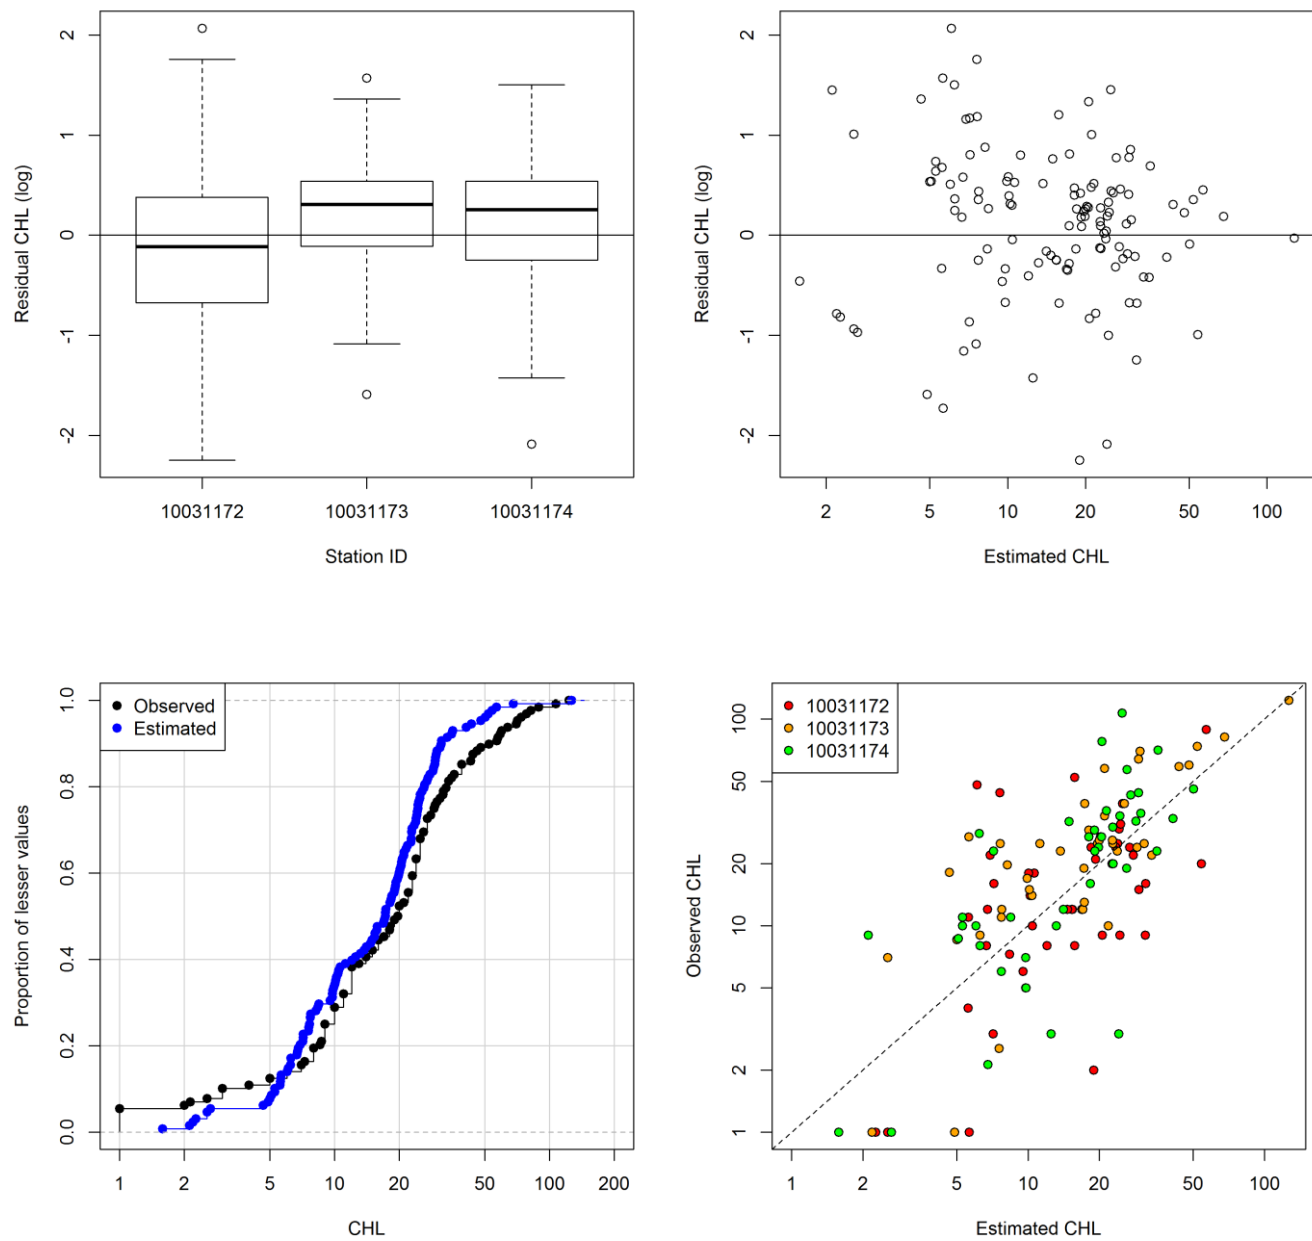 2
1
0
-1
-2
Residual CHL (log)
10031172 10031173 10031174
Station ID
2
1
0
-1
-2
Residual CHL (log)
2 5 10 20 50 100
Estimated CHL
1.0
0.8
0.6
0.4
0.2
0.0
Proportion of lesser values
Observed
Estimated
1 2 5 10 20 50 100 200
CHL
100
50
20
10
5
2
1
Observed CHL
10031172
10031173
10031174
1 2 5 10 20 50 100
Estimated CHL